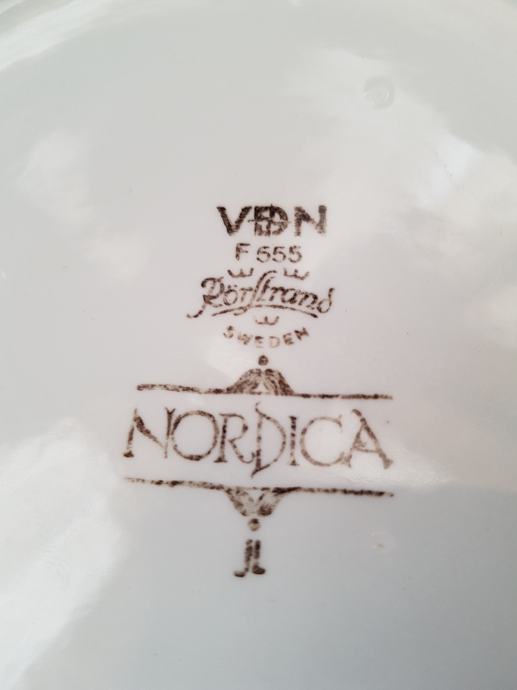 VDN
F 555
Rörstrand
SWEDEN
NORDICA
JL